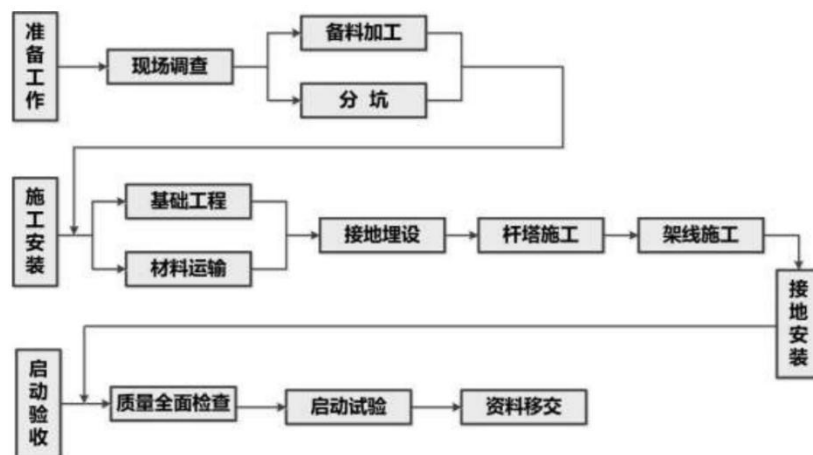 准备工作
现场调查
备料加工
分坑
施工安装
基础工程
材料运输
接地埋设
杆塔施工
架线施工
接地安装
启动验收
质量全面检查
启动试验
资料移交